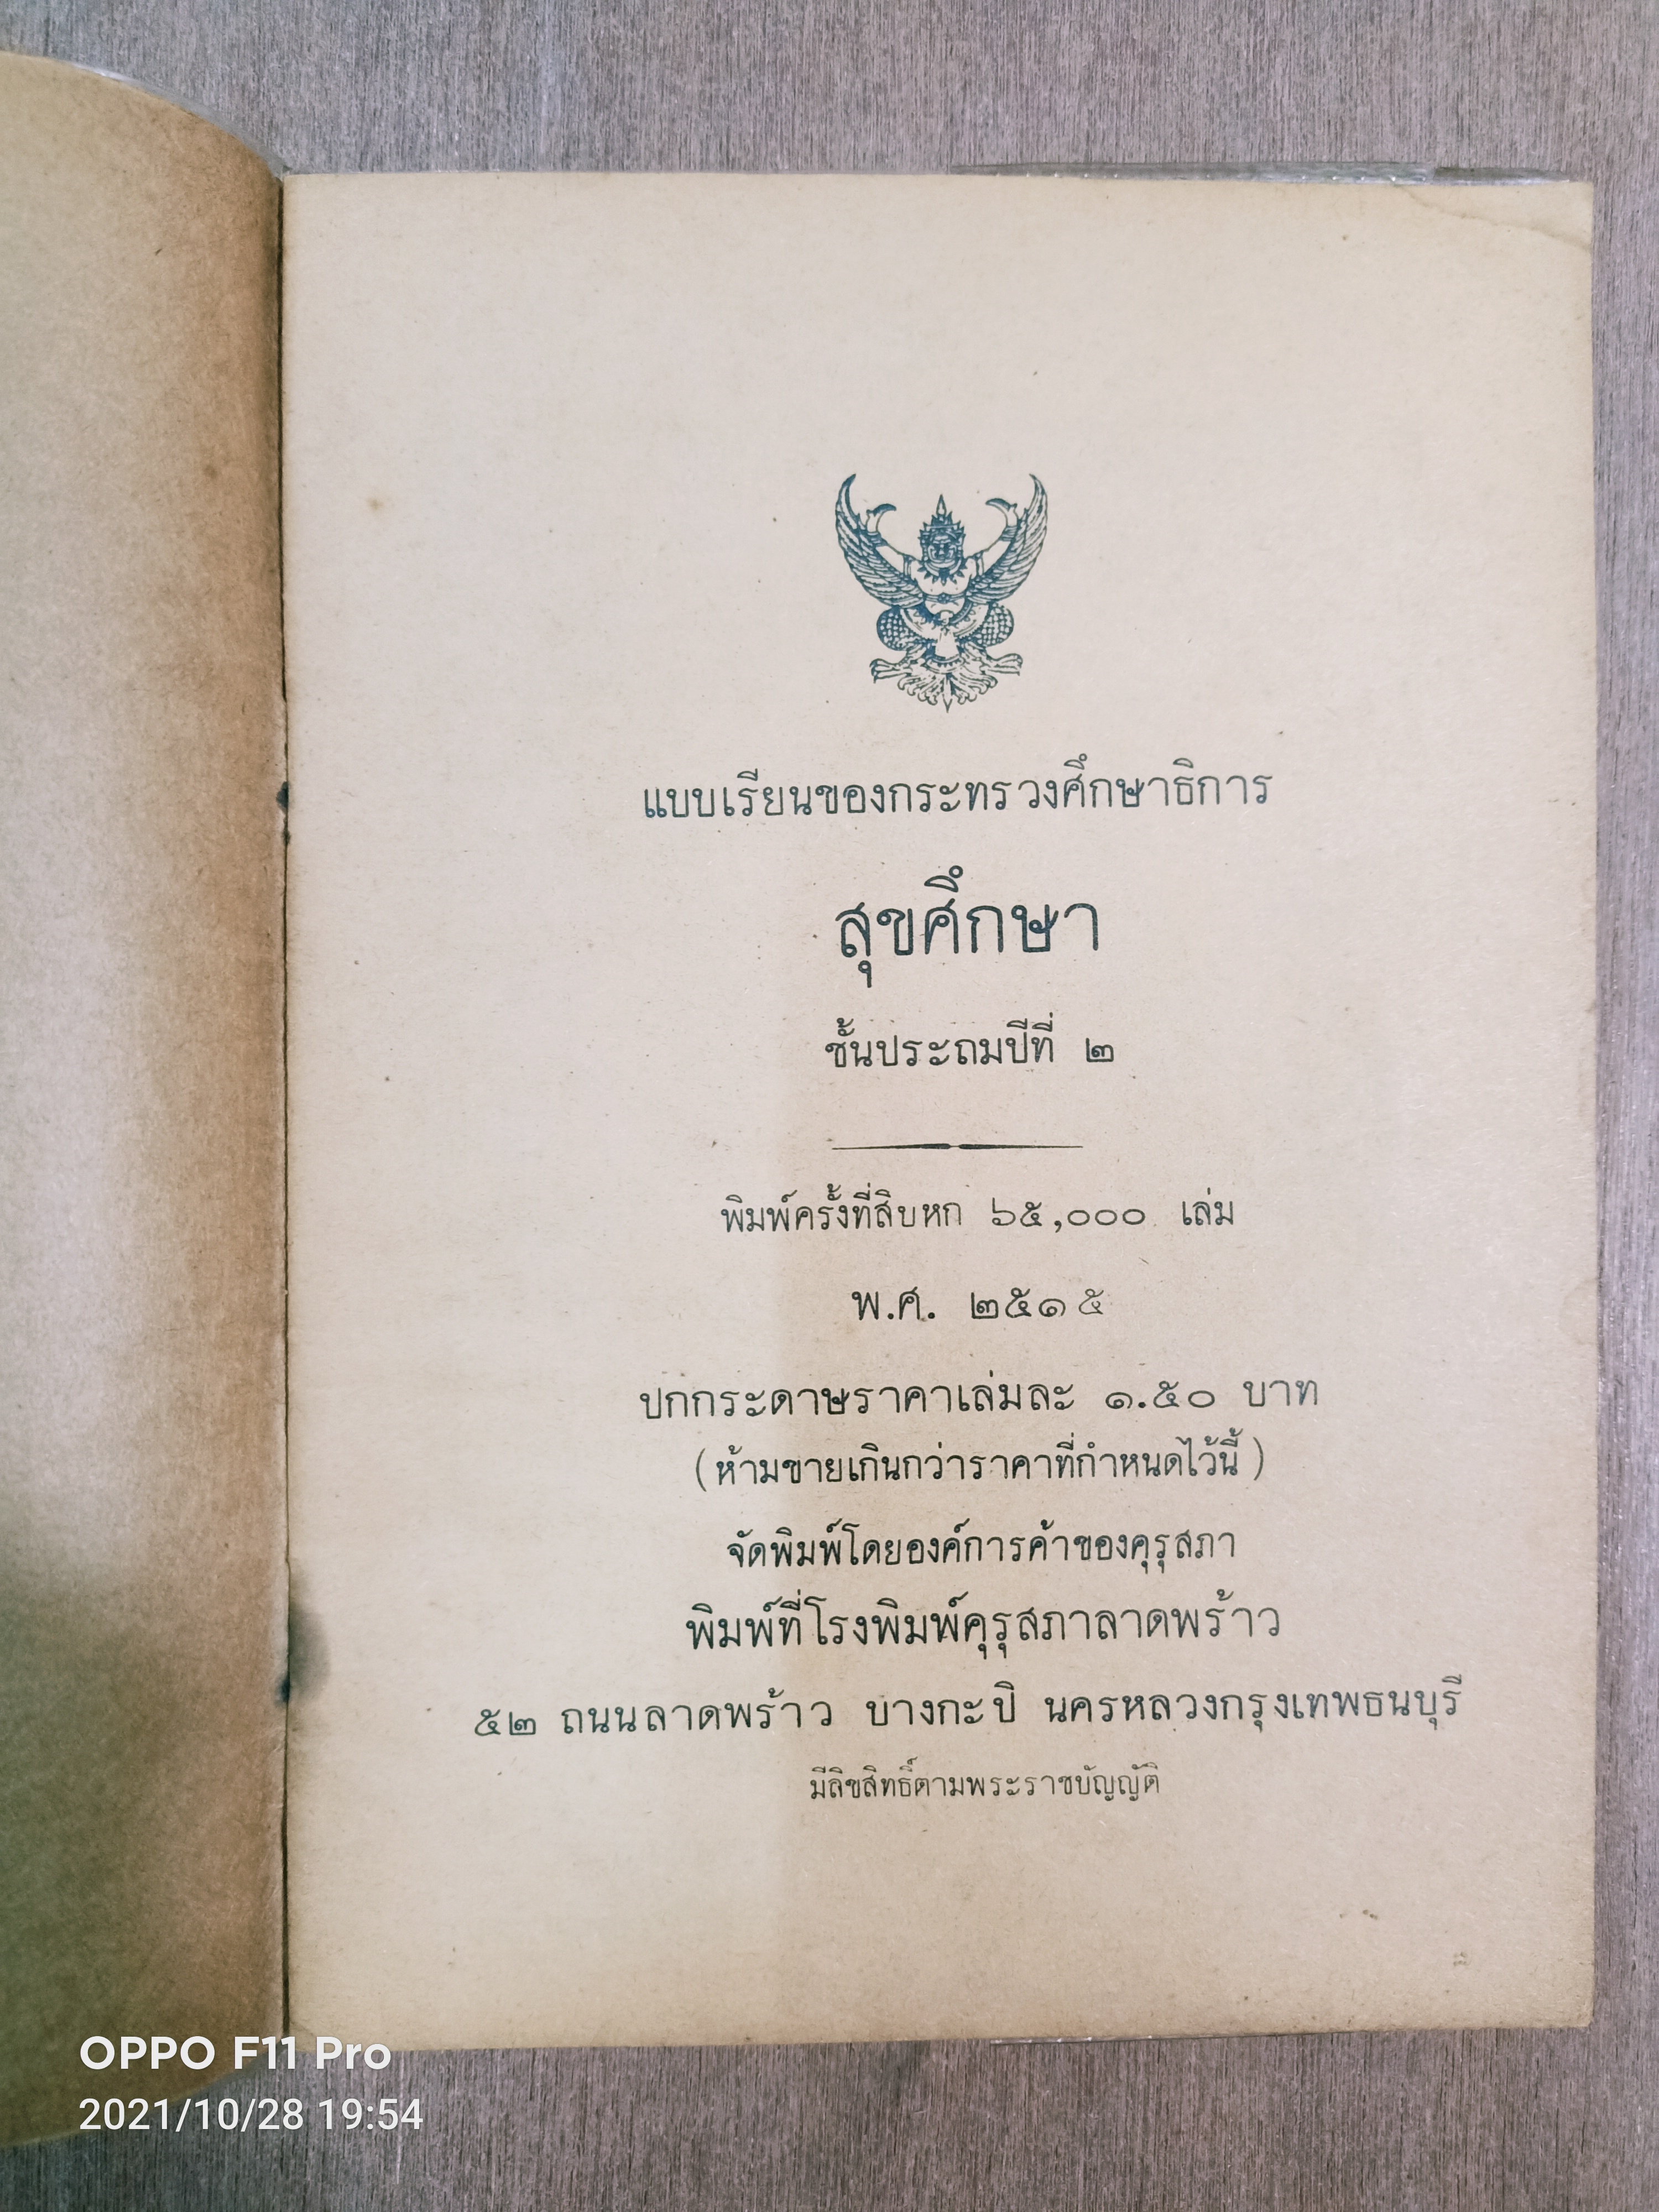 แบบเรียนของกระทรวงศึกษาธิการ
สุขศึกษา
ชั้นประถมปีที่ ๒
พิมพ์ครั้งที่สิบหก ๖๕,๐๐๐ เล่ม
พ.ศ. ๒๕๑๕
ปกกระดาษราคาเล่มละ ๑.๕๐ บาท
(ห้ามขายเกินกว่าราคาที่กำหนดไว้นี้)
จัดพิมพ์โดยองค์การค้าของคุรุสภา
พิมพ์ที่โรงพิมพ์คุรุสภาลาดพร้าว
๕๒ ถนนลาดพร้าว บางกะปิ นครหลวงกรุงเทพธนบุรี
มีลิขสิทธิ์ตามพระราชบัญญัติ
OPPO F11 Pro
2021/10/28 19:54